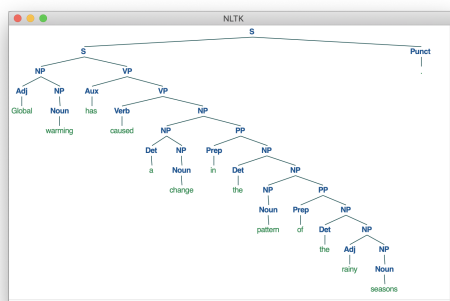 NLTK
S
S Punct
NP VP .
Adj NP Aux VP
Global Noun has Verb NP
warming caused NP PP
Det NP Prep NP
a Noun in Det NP
change the NP PP
Noun Prep NP
pattern of Det NP
the Adj NP
rainy Noun
seasons